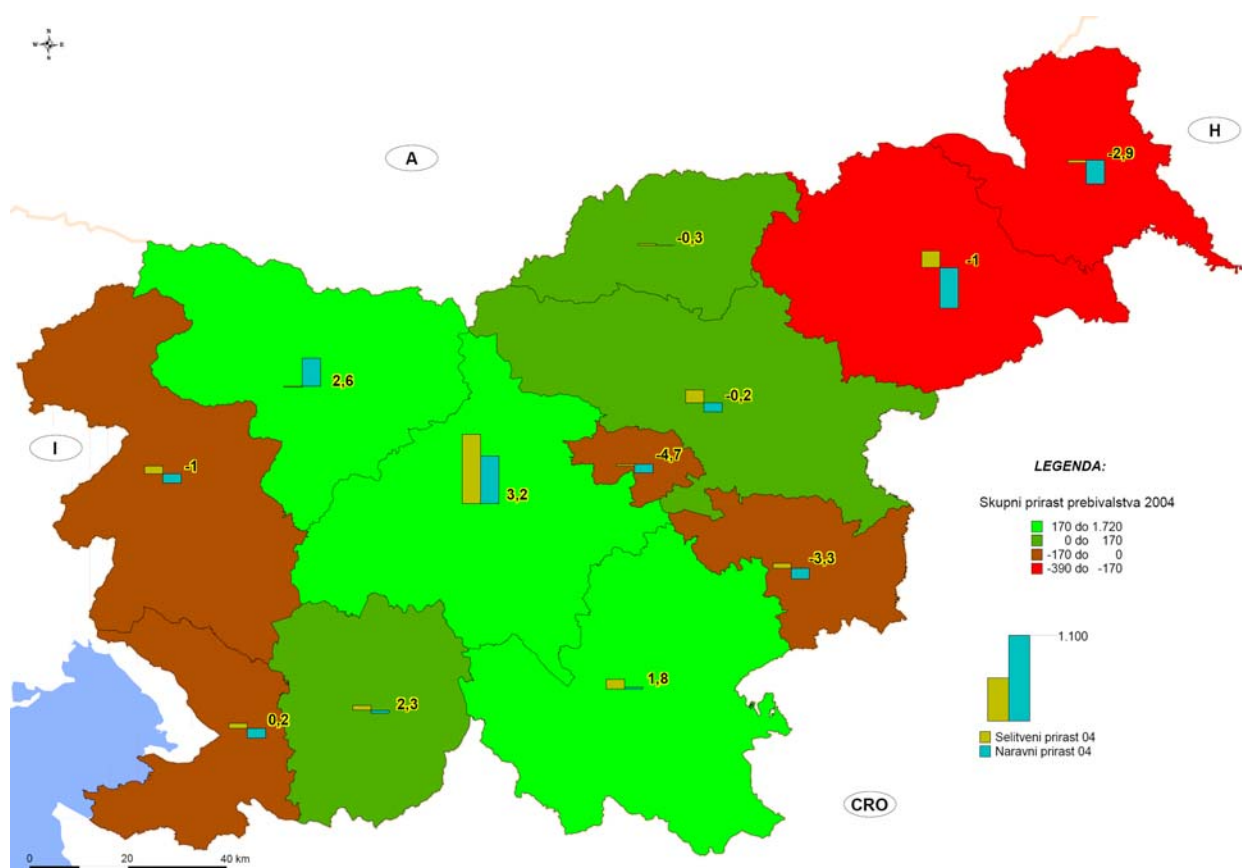 N
W E
S
A
H
-2,9
-0,3
-1
2,6
-0,2
I
-1
-4,7
3,2
-3,3
1,8
2,3
0,2
CRO
LEGENDA:
Skupni prirast prebivalstva 2004
170 do 1.720
0 do 170
-170 do 0
-390 do -170
1.100
Selitveni prirast 04
Naravni prirast 04
0 20 40 km